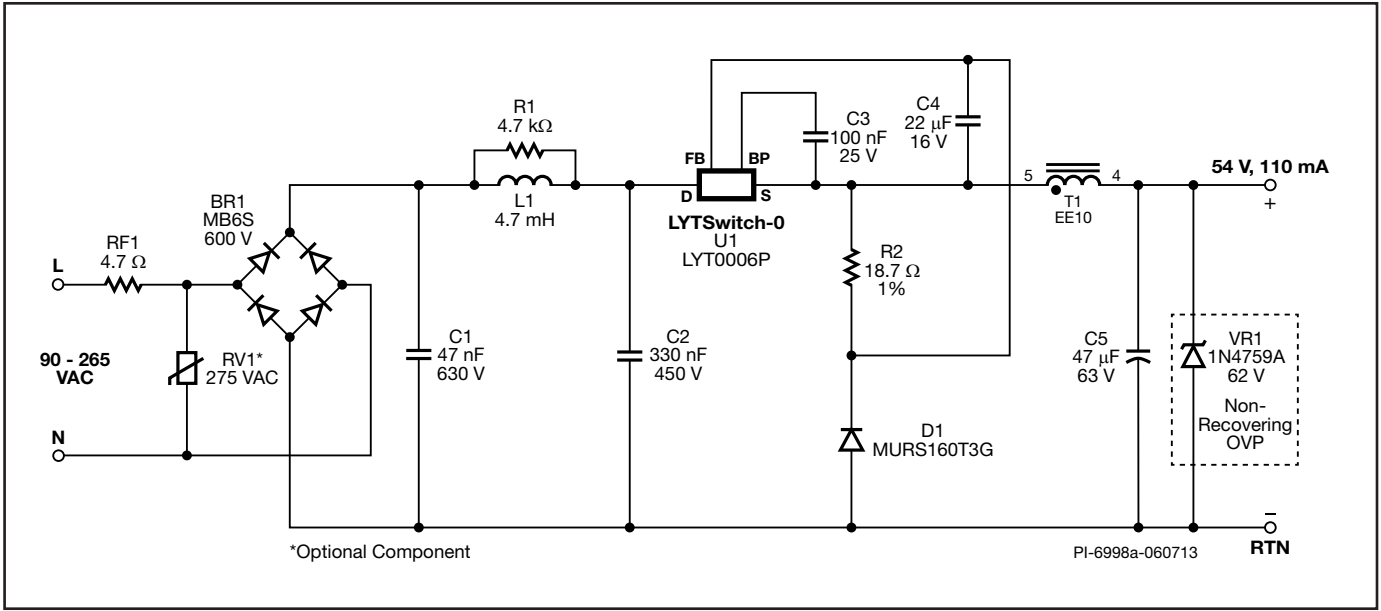 L
RF1
4.7 Ω
90 - 265
VAC
N
RV1*
275 VAC
BR1
MB6S
600 V
C1
47 nF
630 V
R1
4.7 kΩ
L1
4.7 mH
C2
330 nF
450 V
FB
BP
D
S
LYTSwitch-0
U1
LYT0006P
C3
100 nF
25 V
C4
22 µF
16 V
R2
18.7 Ω
1%
D1
MURS160T3G
5
4
T1
EE10
54 V, 110 mA
+
C5
47 µF
63 V
VR1
1N4759A
62 V
Non-
Recovering
OVP
–
RTN
*Optional Component
PI-6998a-060713